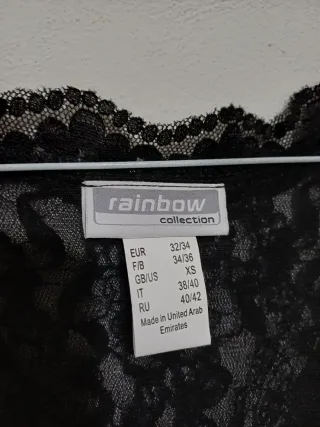 rainbow
collection
EUR 32/34
F/B 34/36
GB/US XS
IT 38/40
RU 40/42
Made in United Arab
Emirates